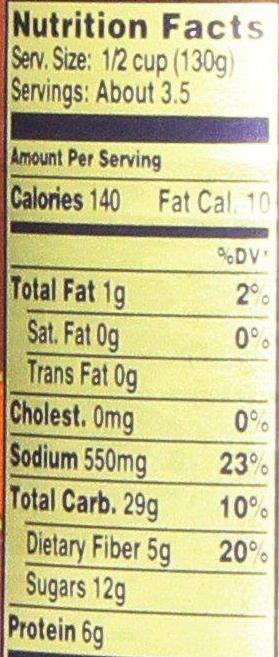 Nutrition Facts
Serv. Size: 1/2 cup (130g)
Servings: About 3.5
Amount Per Serving
Calories 140 Fat Cal. 10
%DV*
Total Fat 1g 2%
Sat. Fat 0g 0%
Trans Fat 0g
Cholest. 0mg 0%
Sodium 550mg 23%
Total Carb. 29g 10%
Dietary Fiber 5g 20%
Sugars 12g
Protein 6g